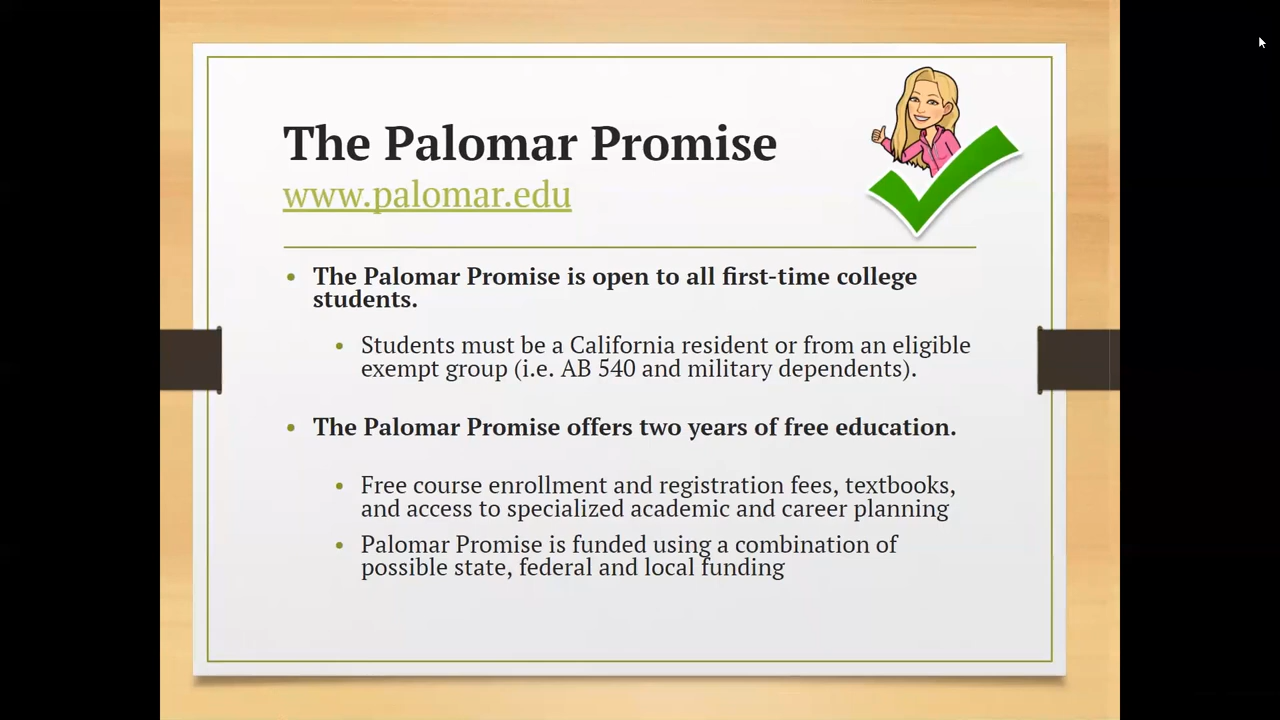 The Palomar Promise
www.palomar.edu
• The Palomar Promise is open to all first-time college
students.
• Students must be a California resident or from an eligible
exempt group (i.e. AB 540 and military dependents).
• The Palomar Promise offers two years of free education.
• Free course enrollment and registration fees, textbooks,
and access to specialized academic and career planning
• Palomar Promise is funded using a combination of
possible state, federal and local funding